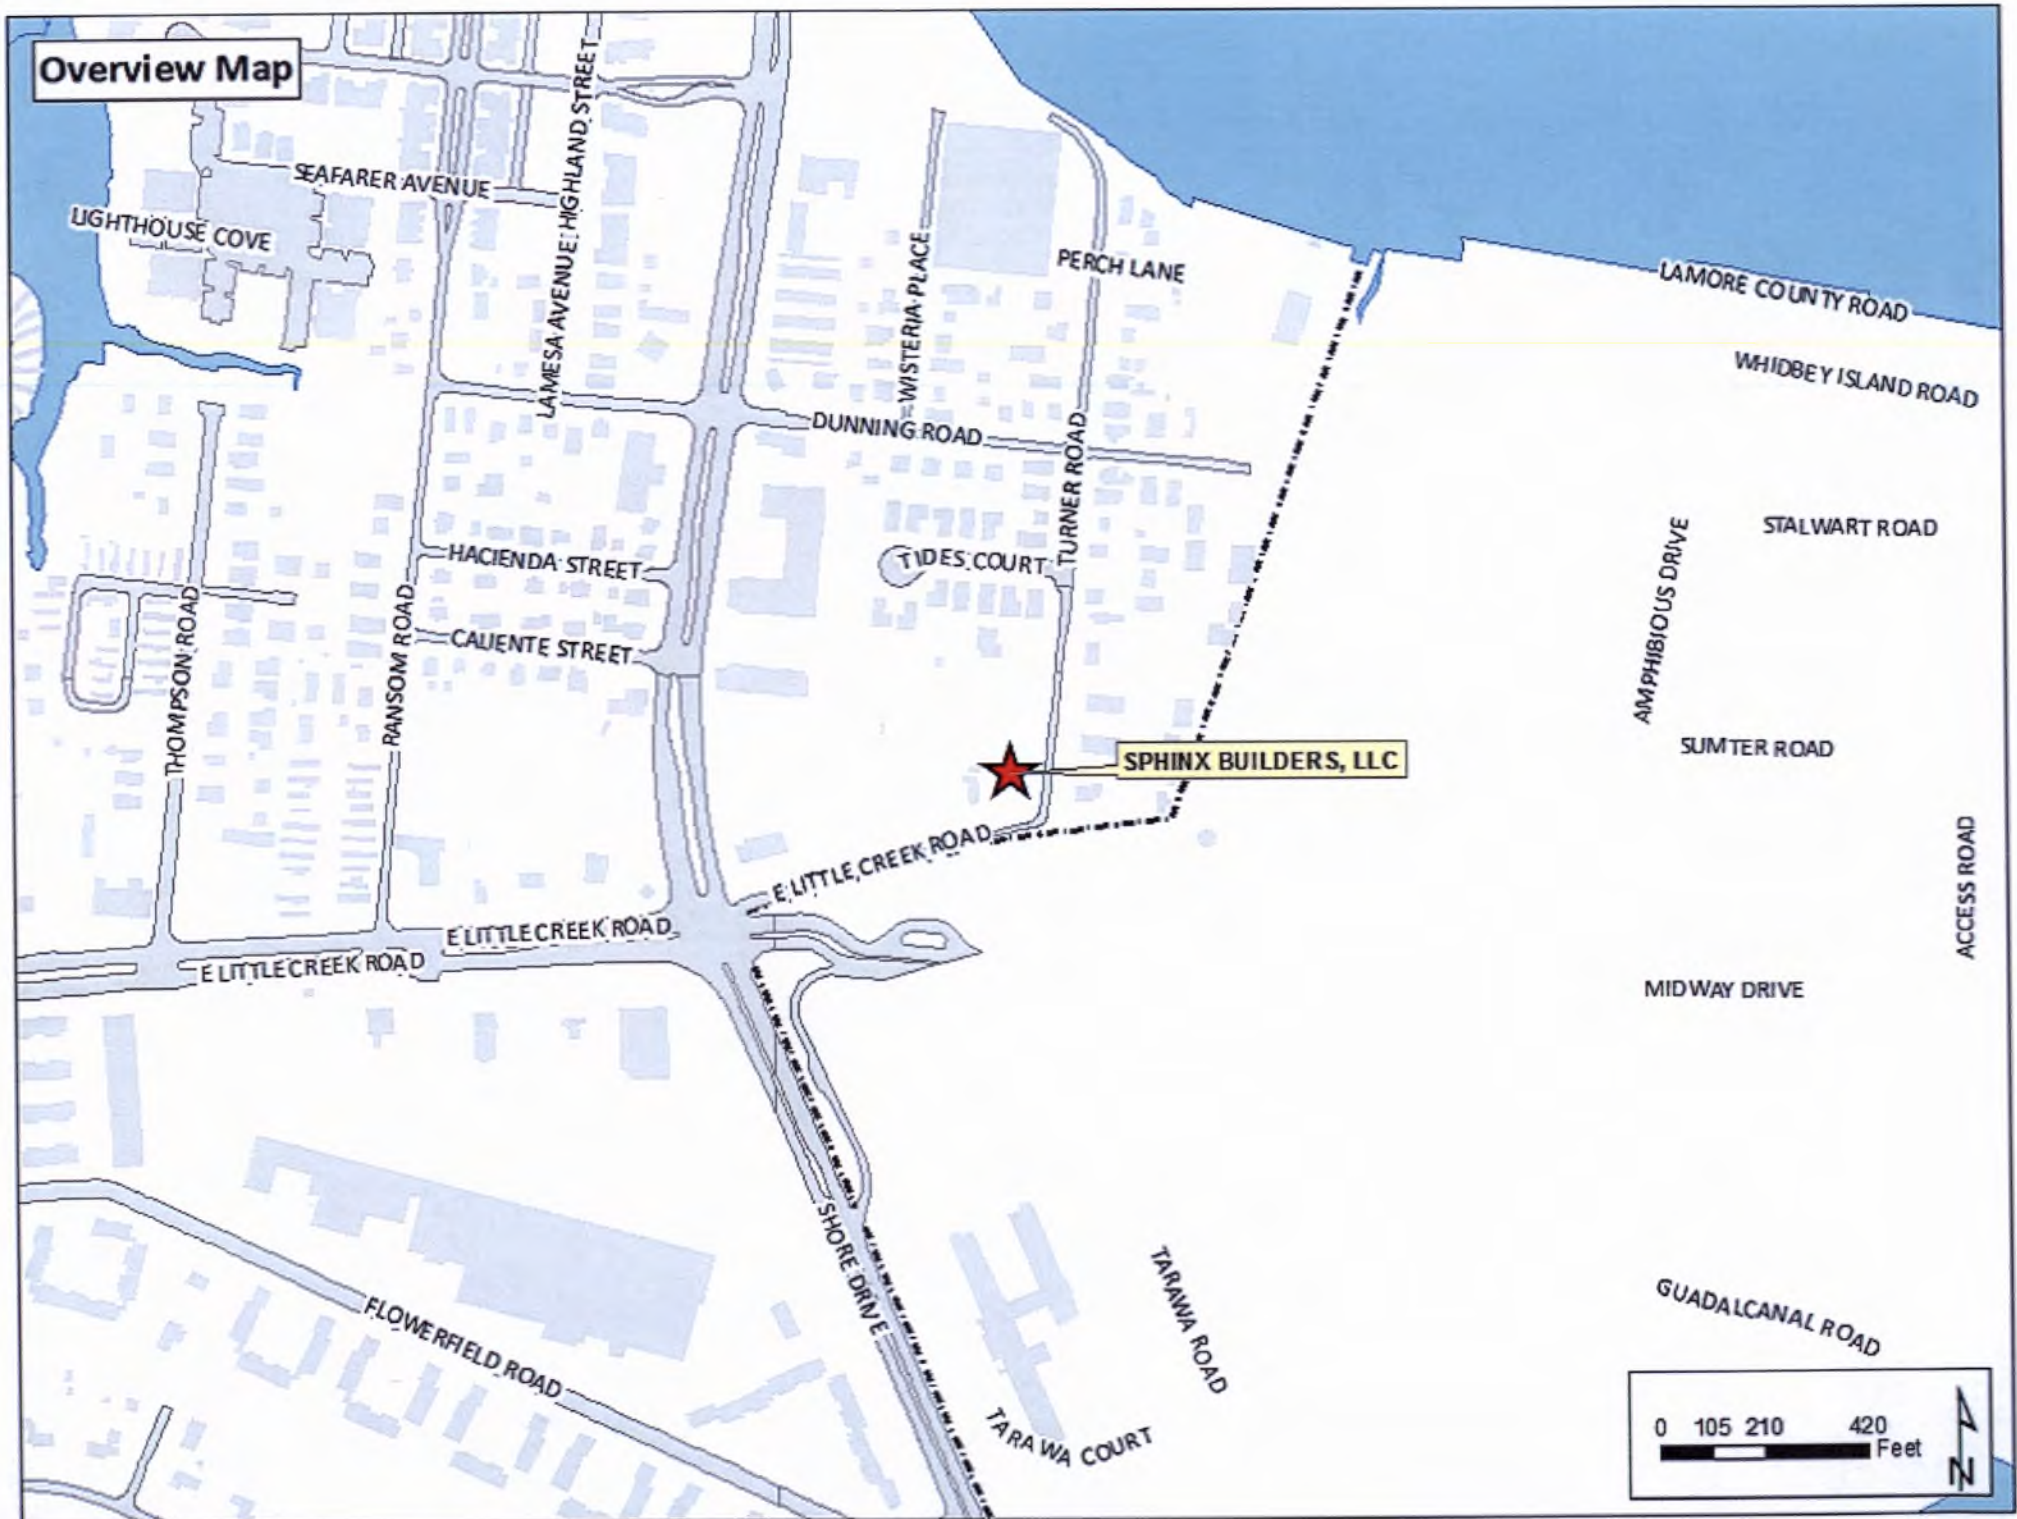 Overview Map
LAMESA AVENUE HIGHLAND STREET
SEAFARER AVENUE
LIGHTHOUSE COVE
WISTERIA PLACE
PERCH LANE
LAMORE COUNTY ROAD
WHIDBEY ISLAND ROAD
DUNNING ROAD
TURNER ROAD
STALWART ROAD
AMPHIBIOUS DRIVE
HACIENDA STREET
TIDES COURT
THOMPSON ROAD
RANSOM ROAD
CALIENTE STREET
SUMTER ROAD
SPHINX BUILDERS, LLC
ACCESS ROAD
E LITTLE CREEK ROAD
E LITTLE CREEK ROAD
E LITTLE CREEK ROAD
MIDWAY DRIVE
SHORE DRIVE
TARAWA ROAD
GUADALCANAL ROAD
FLOWERFIELD ROAD
TARAWA COURT
0 105 210 420
Feet
N